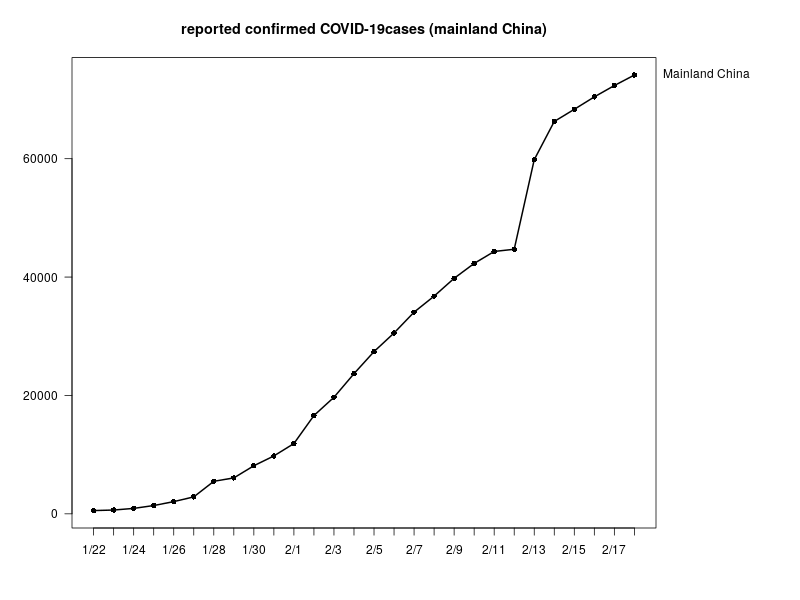 reported confirmed COVID-19cases (mainland China)
Mainland China
60000
40000
20000
0
1/22 1/24 1/26 1/28 1/30 2/1 2/3 2/5 2/7 2/9 2/11 2/13 2/15 2/17